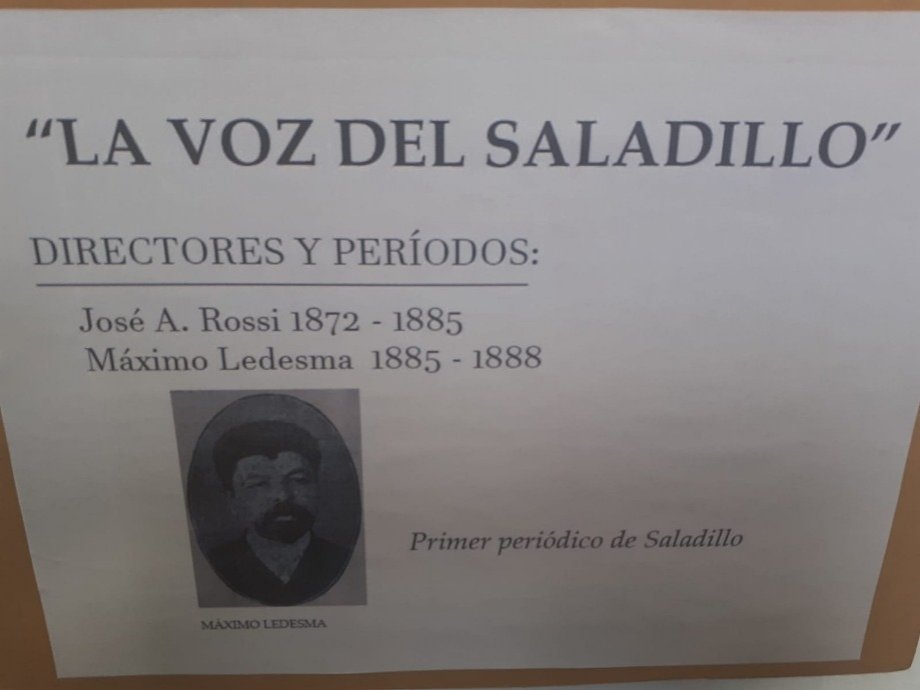 “LA VOZ DEL SALADILLO”
DIRECTORES Y PERÍODOS:
José A. Rossi 1872 - 1885
Máximo Ledesma 1885 - 1888
Primer periódico de Saladillo
MÁXIMO LEDESMA